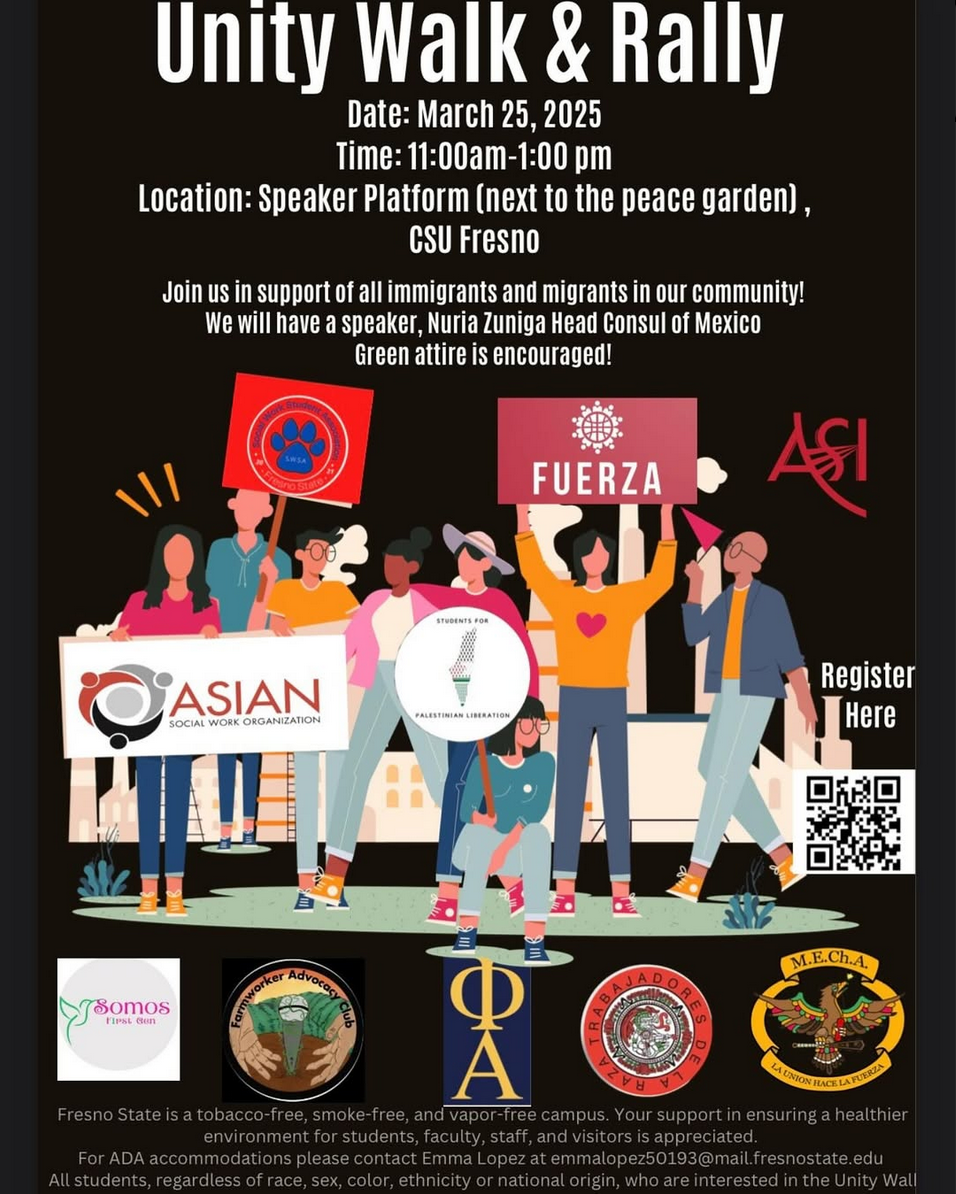 Unity Walk & Rally
Date: March 25, 2025
Time: 11:00am-1:00 pm
Location: Speaker Platform (next to the peace garden) ,
CSU Fresno
Join us in support of all immigrants and migrants in our community!
We will have a speaker, Nuria Zuniga Head Consul of Mexico
Green attire is encouraged!
Social Work Student Association
S.W.S.A
Fresno State
FUERZA
ASI
STUDENTS FOR
PALESTINIAN LIBERATION
ASIAN
SOCIAL WORK ORGANIZATION
Register
Here
Somos
First Gen
Farmworker Advocacy Club
ΦΑ
TRABAJADORES DE LA RAZA
M.E.Ch.A.
LA UNION HACE LA FUERZA
Fresno State is a tobacco-free, smoke-free, and vapor-free campus. Your support in ensuring a healthier
environment for students, faculty, staff, and visitors is appreciated.
For ADA accommodations please contact Emma Lopez at emmalopez50193@mail.fresnostate.edu
All students, regardless of race, sex, color, ethnicity or national origin, who are interested in the Unity Wal